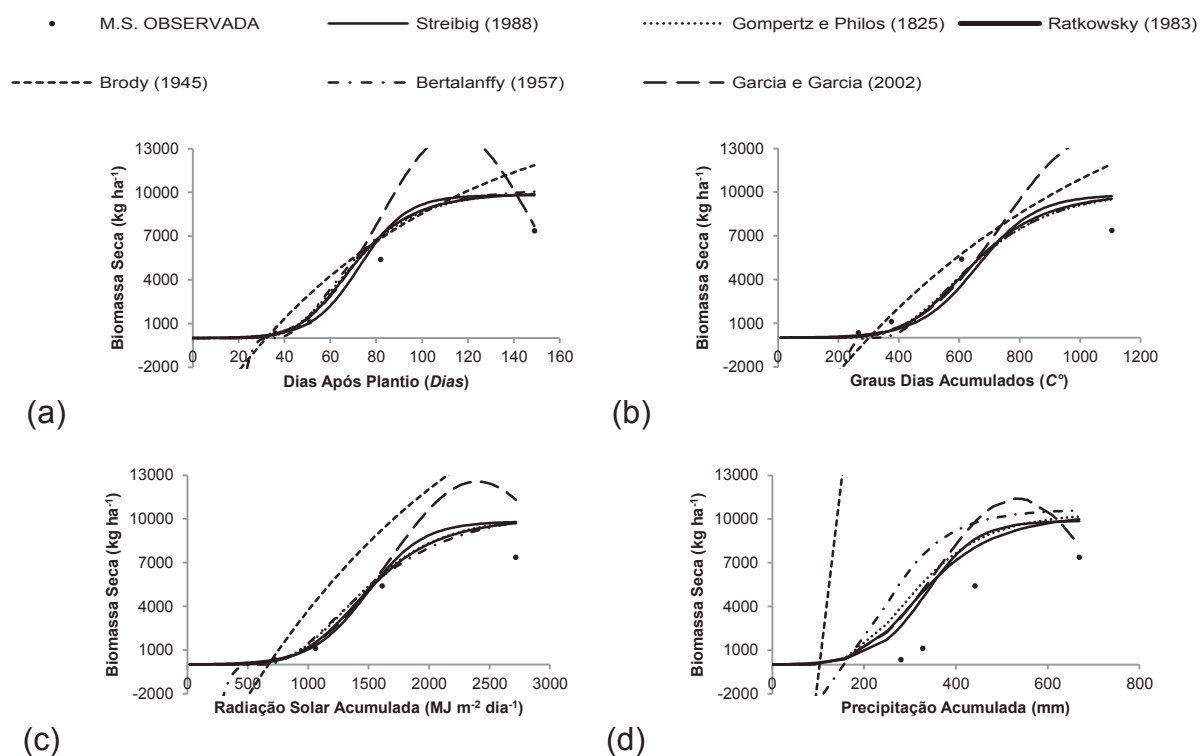 M.S. OBSERVADA Streibig (1988) Gompertz e Philos (1825) Ratkowsky (1983)
Brody (1945) Bertalanffy (1957) Garcia e Garcia (2002)
13000
10000
7000
4000
1000
-2000
0 20 40 60 80 100 120 140 160
Biomassa Seca (kg ha⁻¹)
Dias Após Plantio (Dias)
(a)
13000
10000
7000
4000
1000
-2000
0 200 400 600 800 1000 1200
Biomassa Seca (kg ha⁻¹)
Graus Dias Acumulados (C°)
(b)
13000
10000
7000
4000
1000
-2000
0 500 1000 1500 2000 2500 3000
Biomassa Seca (kg ha⁻¹)
Radiação Solar Acumulada (MJ m⁻² dia⁻¹)
(c)
13000
10000
7000
4000
1000
-2000
0 200 400 600 800
Biomassa Seca (kg ha⁻¹)
Precipitação Acumulada (mm)
(d)